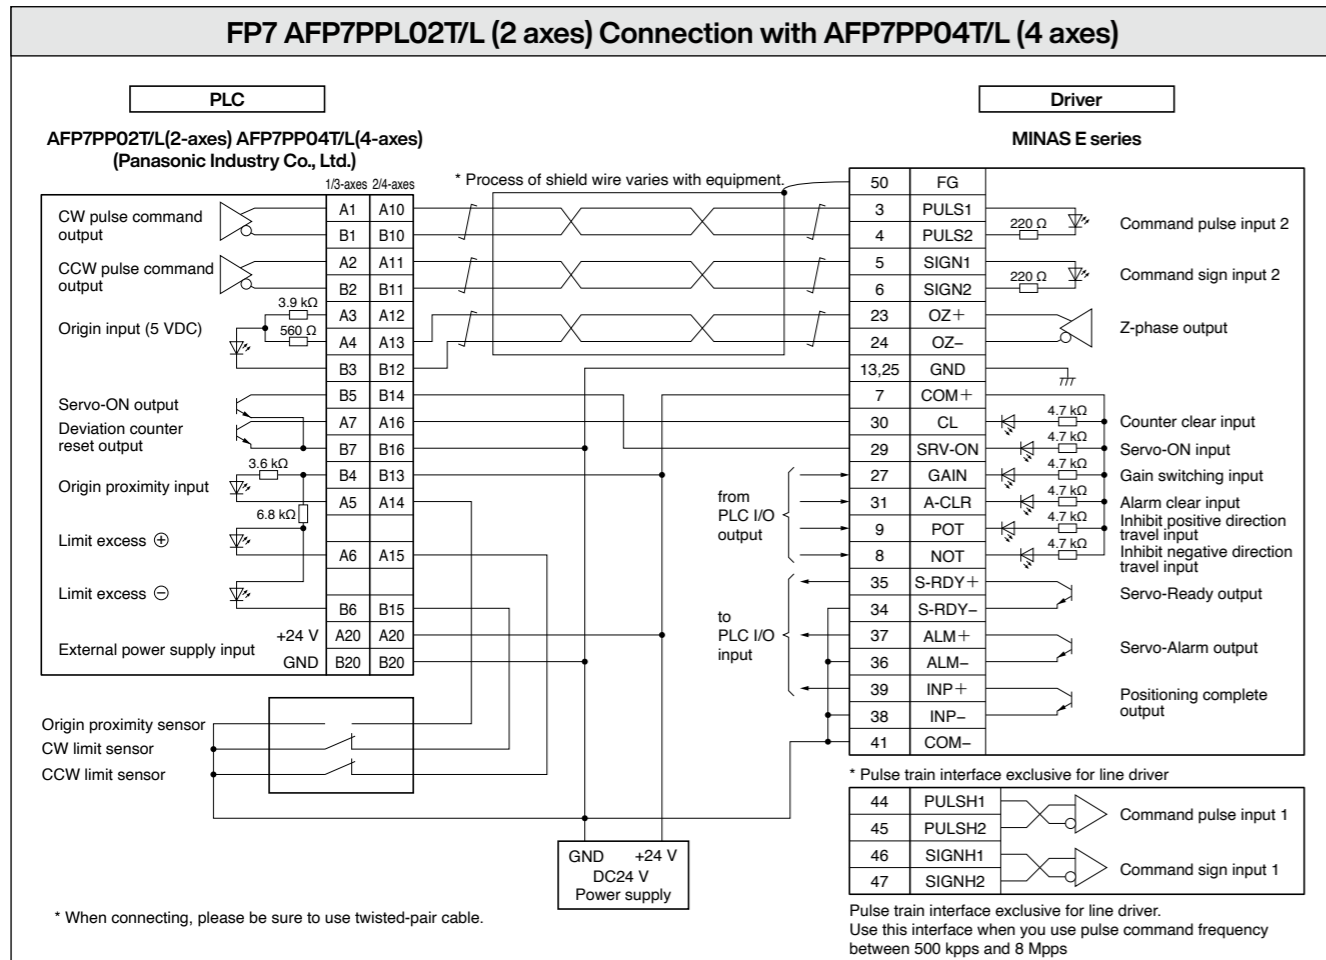 FP7 AFP7PPL02T/L (2 axes) Connection with AFP7PP04T/L (4 axes)
PLC
AFP7PP02T/L(2-axes) AFP7PP04T/L(4-axes)
(Panasonic Industry Co., Ltd.)
1/3-axes 2/4-axes
CW pulse command
output
A1 A10
B1 B10
CCW pulse command
output
A2 A11
B2 B11
Origin input (5 VDC)
3.9 kΩ
560 Ω
A3 A12
A4 A13
B3 B12
Servo-ON output
B5 B14
Deviation counter
reset output
A7 A16
B7 B16
Origin proximity input
3.6 kΩ
B4 B13
A5 A14
6.8 kΩ
Limit excess ⊕
A6 A15
Limit excess ⊖
B6 B15
External power supply input
+24 V A20 A20
GND B20 B20
Origin proximity sensor
CW limit sensor
CCW limit sensor
* Process of shield wire varies with equipment.
from
PLC I/O
output
to
PLC I/O
input
GND +24 V
DC24 V
Power supply
* When connecting, please be sure to use twisted-pair cable.
Driver
MINAS E series
50 FG
3 PULS1
4 PULS2
220 Ω
Command pulse input 2
5 SIGN1
6 SIGN2
220 Ω
Command sign input 2
23 OZ+
24 OZ−
Z-phase output
13,25 GND
7 COM+
30 CL 4.7 kΩ Counter clear input
29 SRV-ON 4.7 kΩ Servo-ON input
27 GAIN 4.7 kΩ Gain switching input
31 A-CLR 4.7 kΩ Alarm clear input
9 POT 4.7 kΩ Inhibit positive direction
travel input
8 NOT 4.7 kΩ Inhibit negative direction
travel input
35 S-RDY+
34 S-RDY−
Servo-Ready output
37 ALM+
36 ALM−
Servo-Alarm output
39 INP+
38 INP−
Positioning complete
output
41 COM−
* Pulse train interface exclusive for line driver
44 PULSH1
45 PULSH2
Command pulse input 1
46 SIGNH1
47 SIGNH2
Command sign input 1
Pulse train interface exclusive for line driver.
Use this interface when you use pulse command frequency
between 500 kpps and 8 Mpps